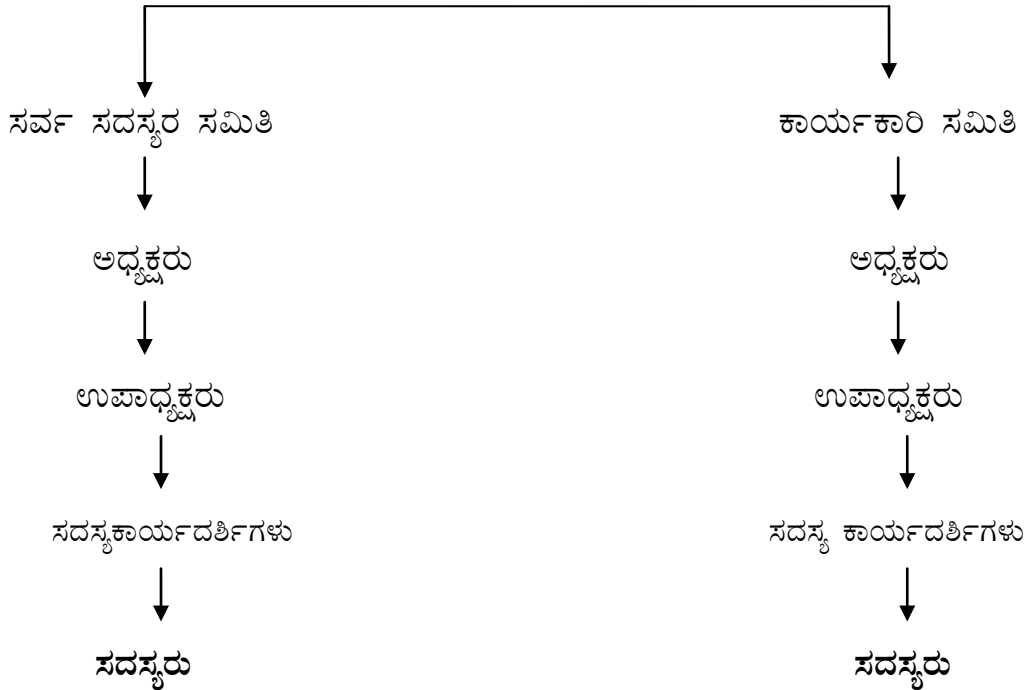 ಸರ್ವ ಸದಸ್ಯರ ಸಮಿತಿ
ಕಾರ್ಯಕಾರಿ ಸಮಿತಿ
ಅಧ್ಯಕ್ಷರು
ಅಧ್ಯಕ್ಷರು
ಉಪಾಧ್ಯಕ್ಷರು
ಉಪಾಧ್ಯಕ್ಷರು
ಸದಸ್ಯಕಾರ್ಯದರ್ಶಿಗಳು
ಸದಸ್ಯ ಕಾರ್ಯದರ್ಶಿಗಳು
ಸದಸ್ಯರು
ಸದಸ್ಯರು